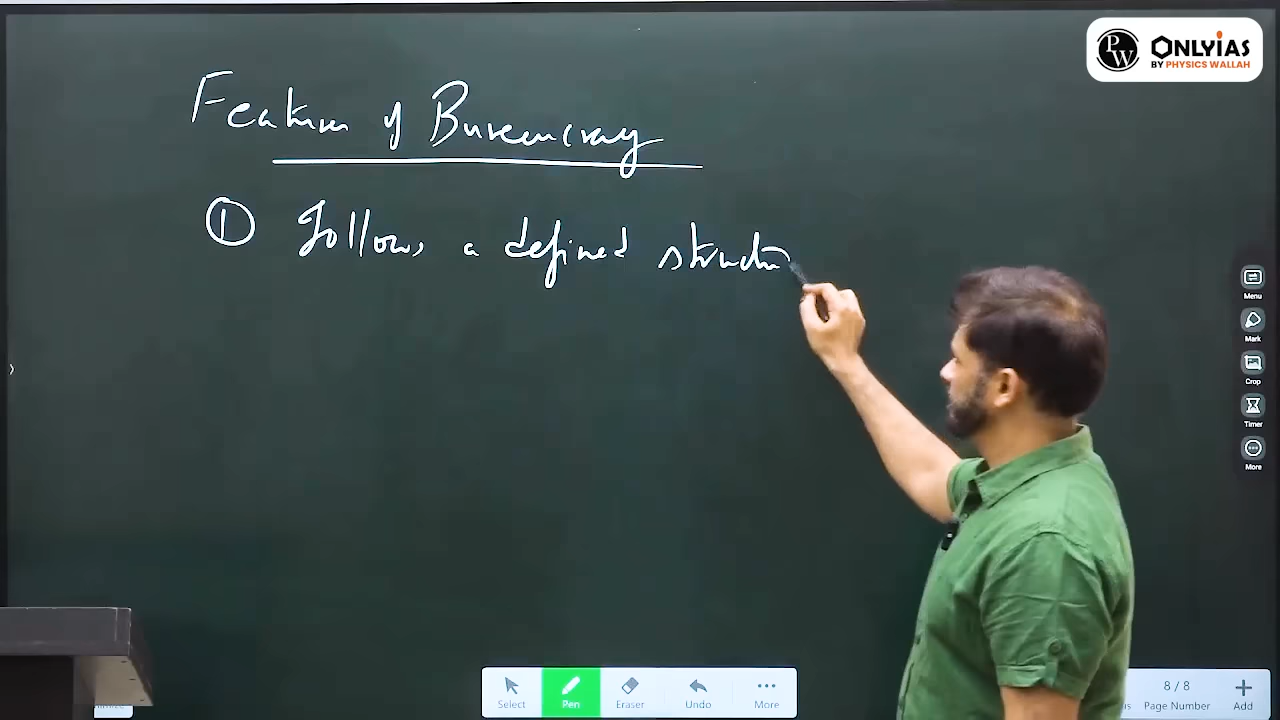 PW ONLYIAS
BY PHYSICS WALLAH
Features of Bureaucracy
① Follows a defined structu
Menu
Mark
Crop
Timer
More
Select
Pen
Eraser
Undo
More
8 / 8
Page Number
Add